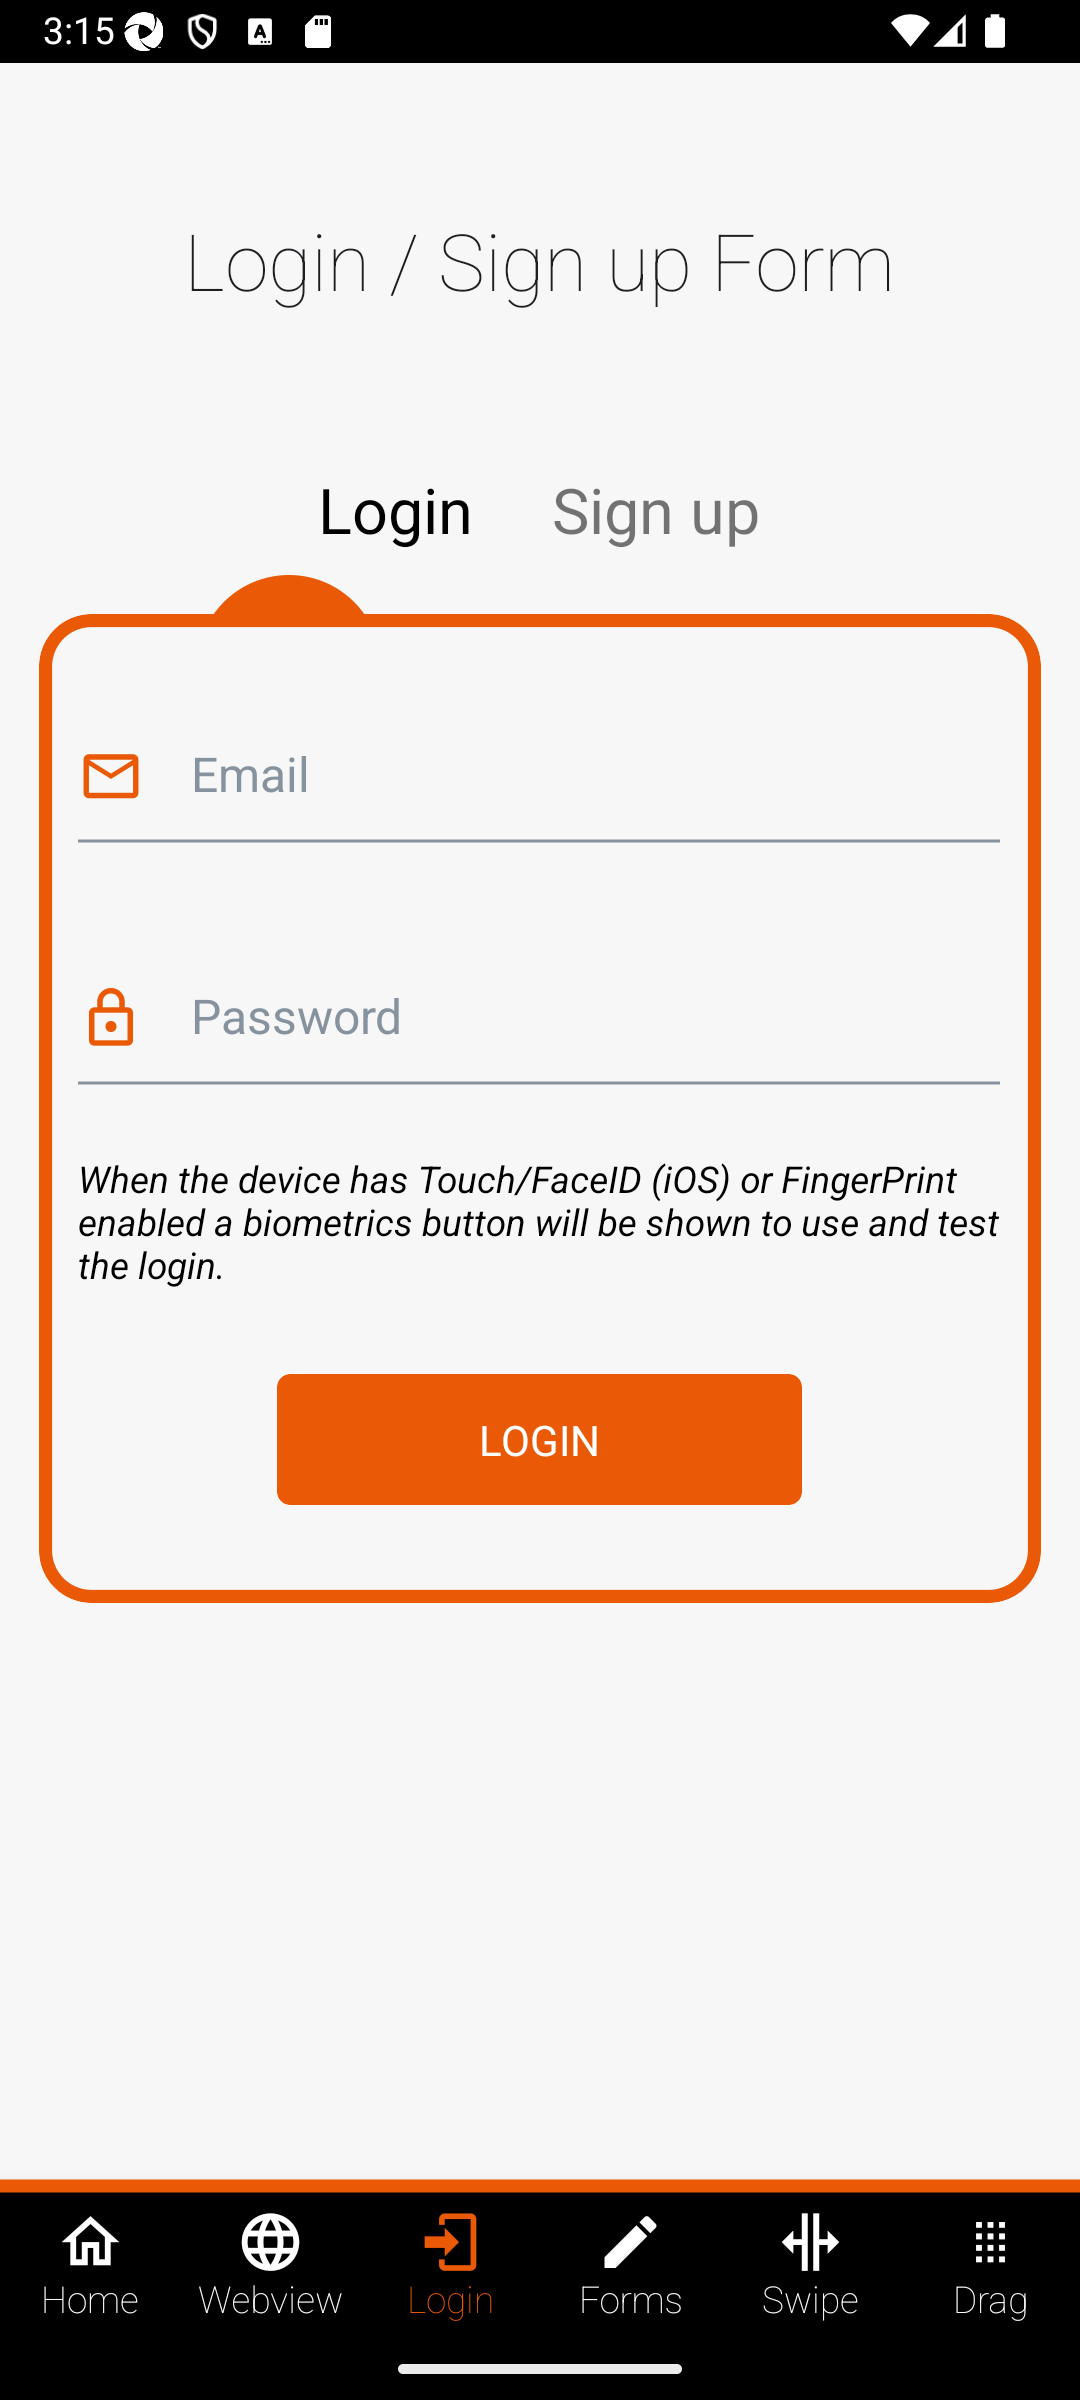 3:15
Login / Sign up Form
Login Sign up
Email
Password
When the device has Touch/FaceID (iOS) or FingerPrint
enabled a biometrics button will be shown to use and test
the login.
LOGIN
Home Webview Login Forms Swipe Drag